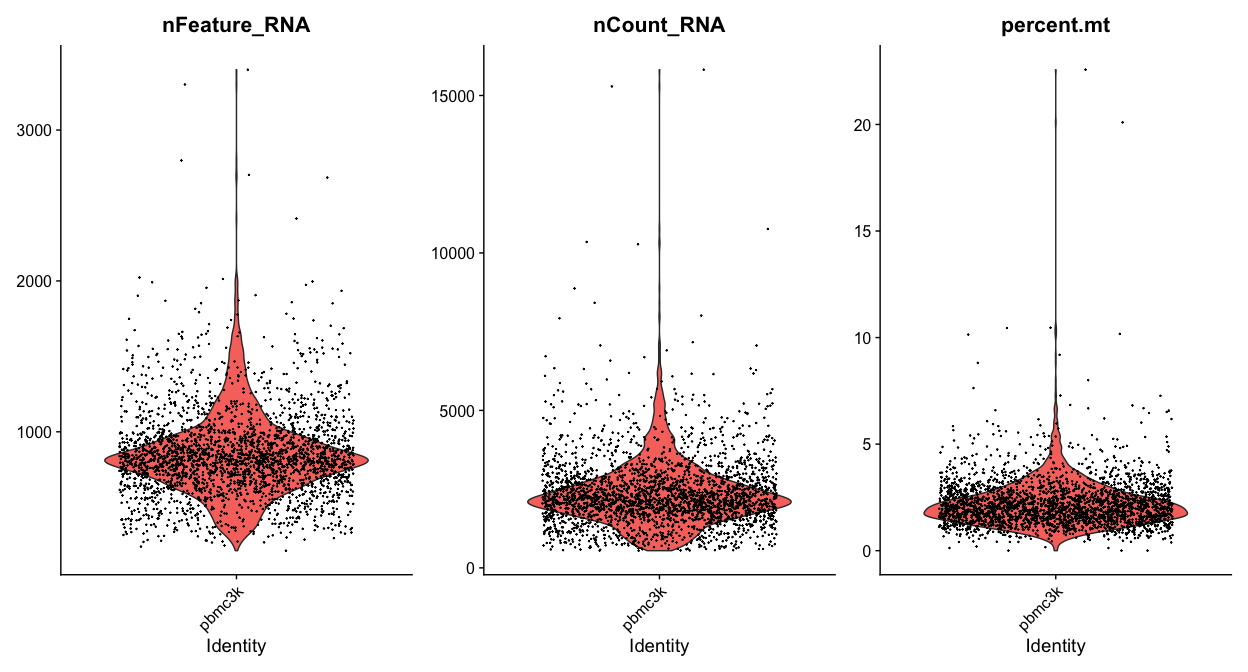 nFeature_RNA
3000
2000
1000
pbmc3k
Identity
nCount_RNA
15000
10000
5000
0
pbmc3k
Identity
percent.mt
20
15
10
5
0
pbmc3k
Identity